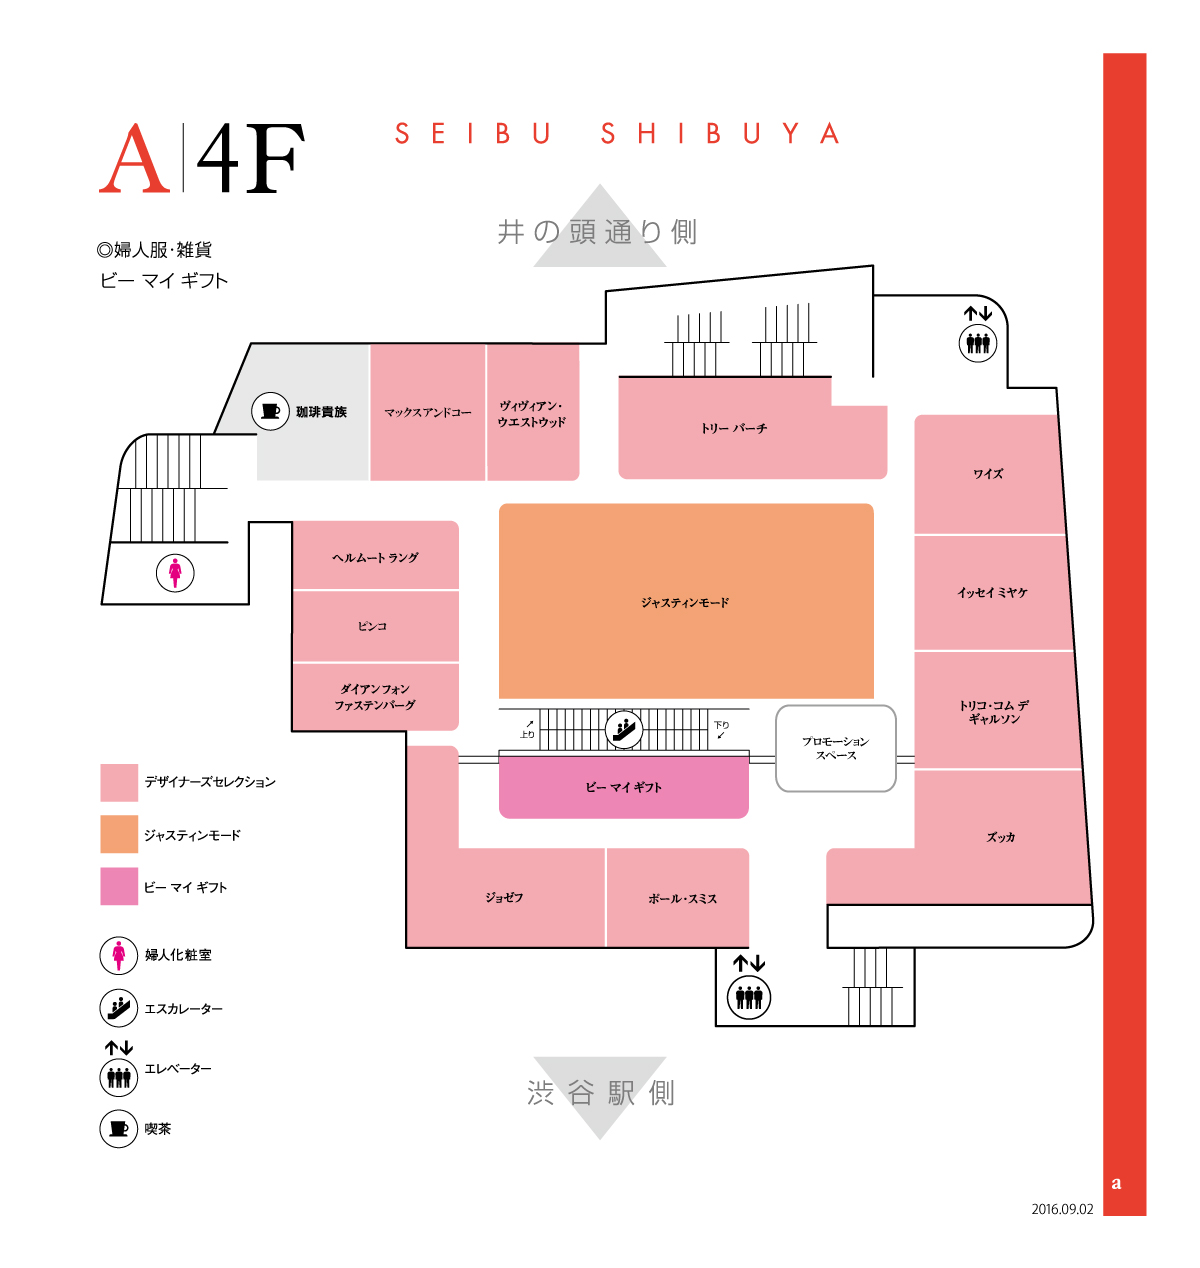 A|4F
SEIBU SHIBUYA
井の頭通り側
◎婦人服・雑貨
ビー マイ ギフト
珈琲貴族
マックスアンドコー
ヴィヴィアン・
ウエストウッド
トリー バーチ
ワイズ
ヘルムート ラング
ジャスティンモード
イッセイ ミヤケ
ピンコ
ダイアン フォン
ファステンバーグ
トリコ・コム デ
ギャルソン
上り
下り
プロモーション
スペース
ビー マイ ギフト
ズッカ
ジョゼフ
ポール・スミス
デザイナーズセレクション
ジャスティンモード
ビー マイ ギフト
婦人化粧室
エスカレーター
エレベーター
喫茶
渋谷駅側
a
2016.09.02